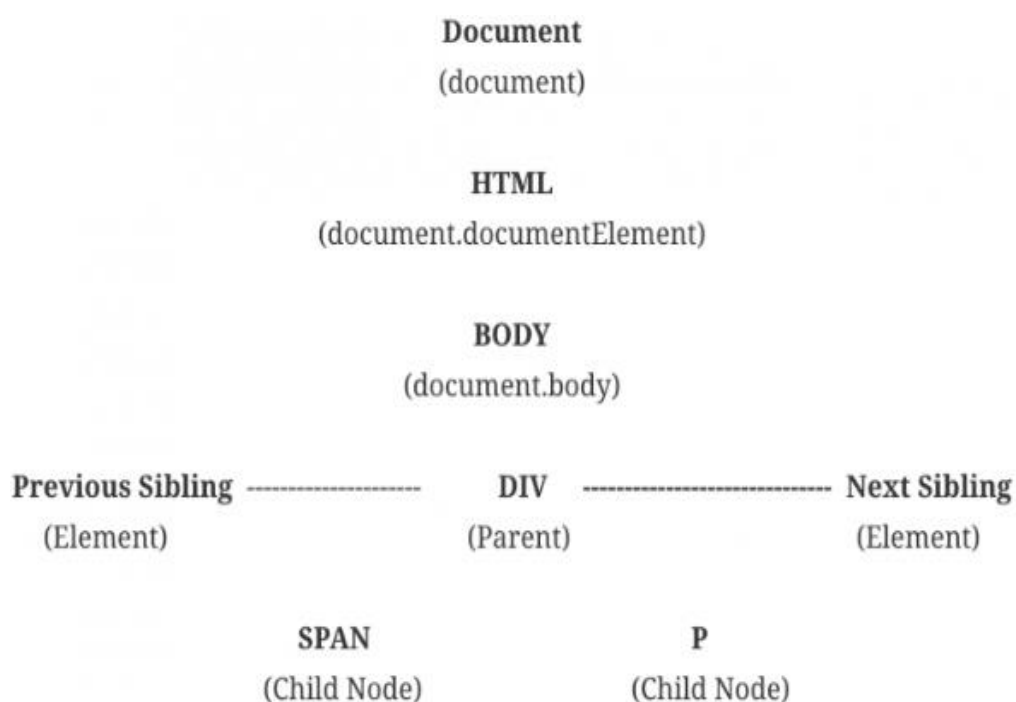 Document
(document)
HTML
(document.documentElement)
BODY
(document.body)
Previous Sibling --------------------- DIV ------------------------------ Next Sibling
(Element) (Parent) (Element)
SPAN P
(Child Node) (Child Node)